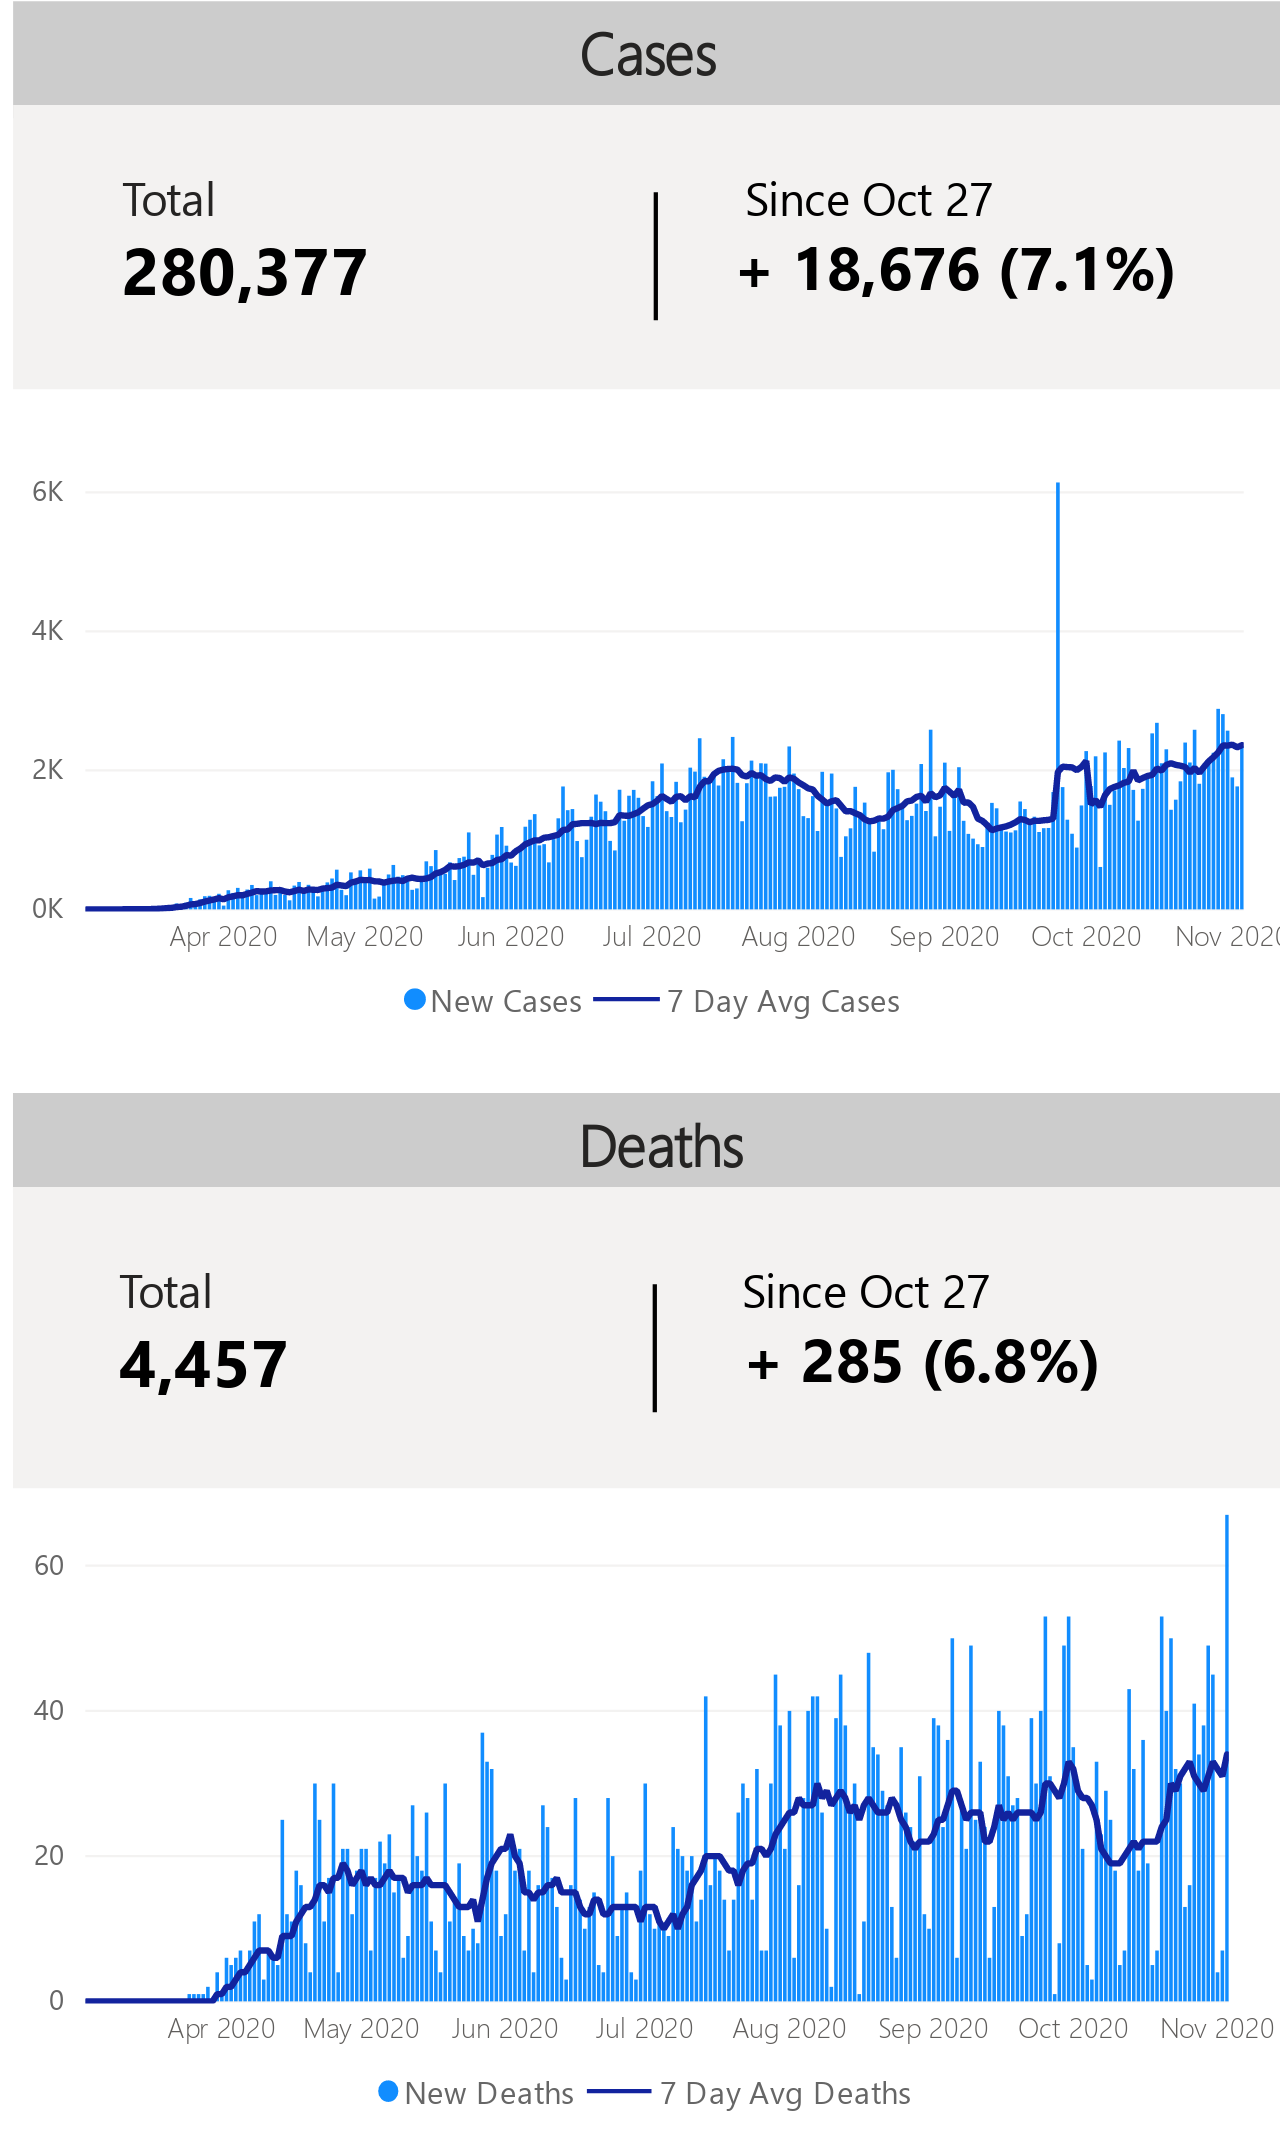 Cases
Total
Since Oct 27
280,377
+ 18,676 (7.1%)
6K
4K
2K
0K
Apr 2020 May 2020 Jun 2020 Jul 2020 Aug 2020 Sep 2020 Oct 2020 Nov 2020
New Cases 7 Day Avg Cases
Deaths
Total
Since Oct 27
4,457
+ 285 (6.8%)
60
40
20
0
Apr 2020 May 2020 Jun 2020 Jul 2020 Aug 2020 Sep 2020 Oct 2020 Nov 2020
New Deaths 7 Day Avg Deaths